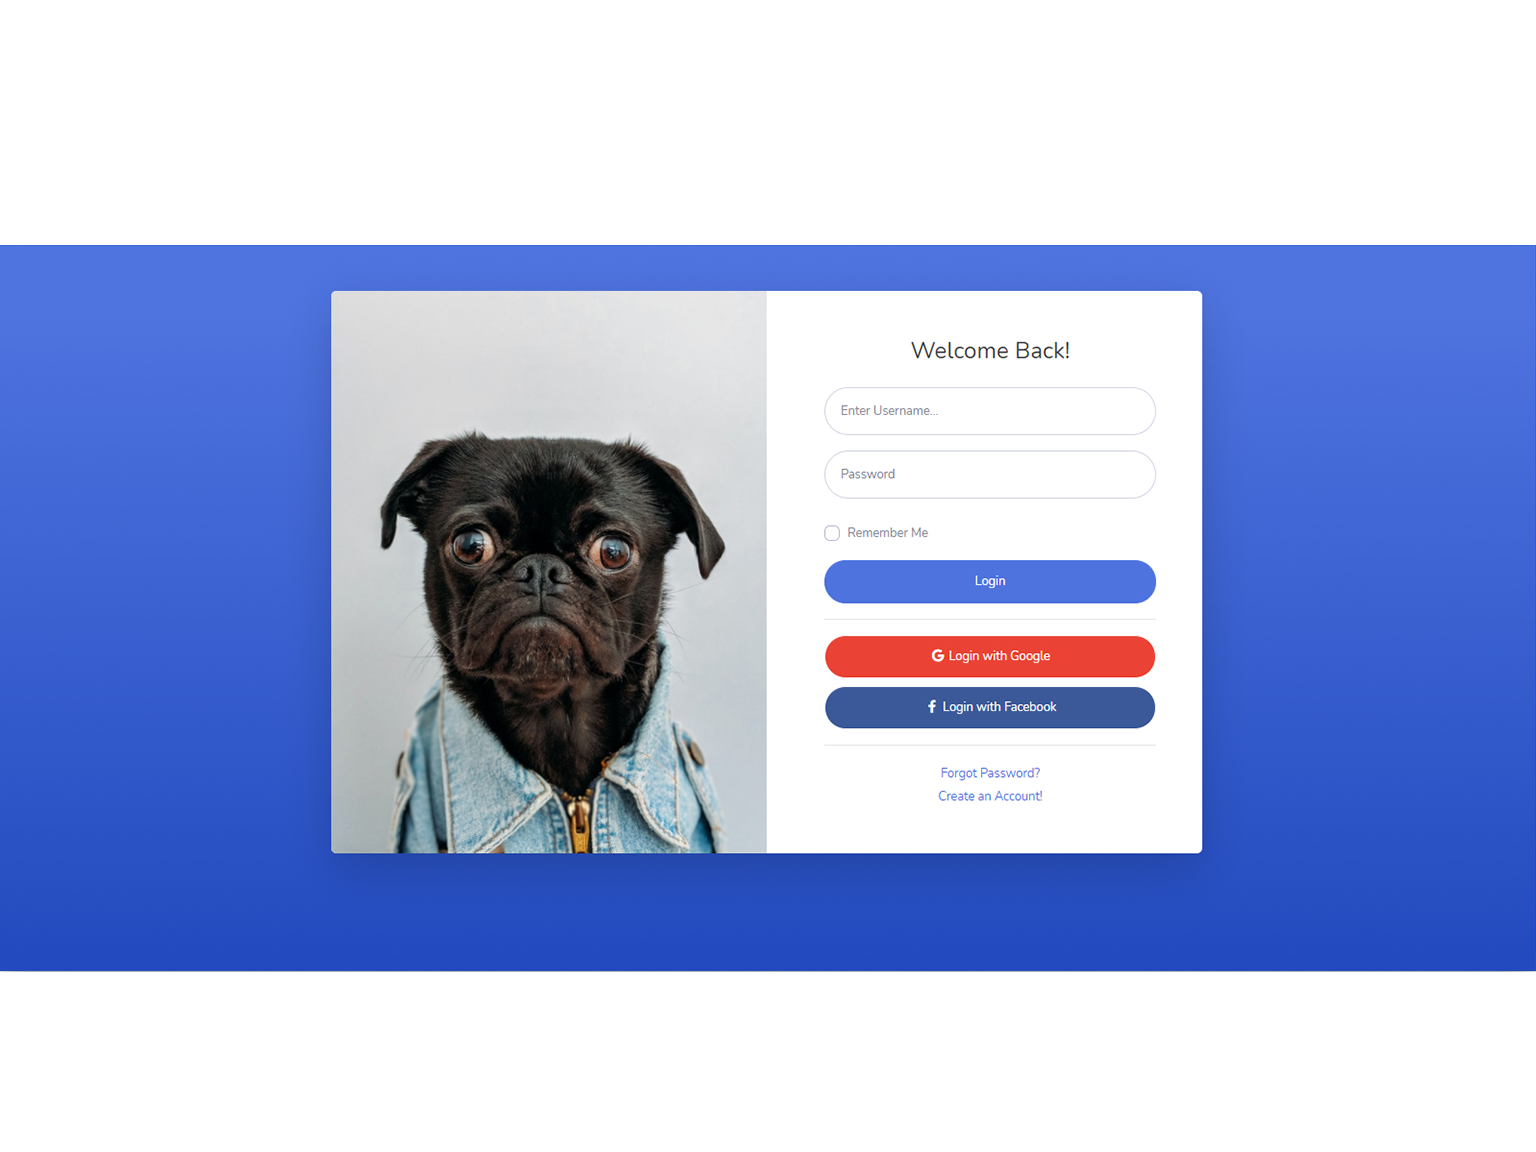 Welcome Back!
Enter Username...
Password
Remember Me
Login
Login with Google
Login with Facebook
Forgot Password?
Create an Account!